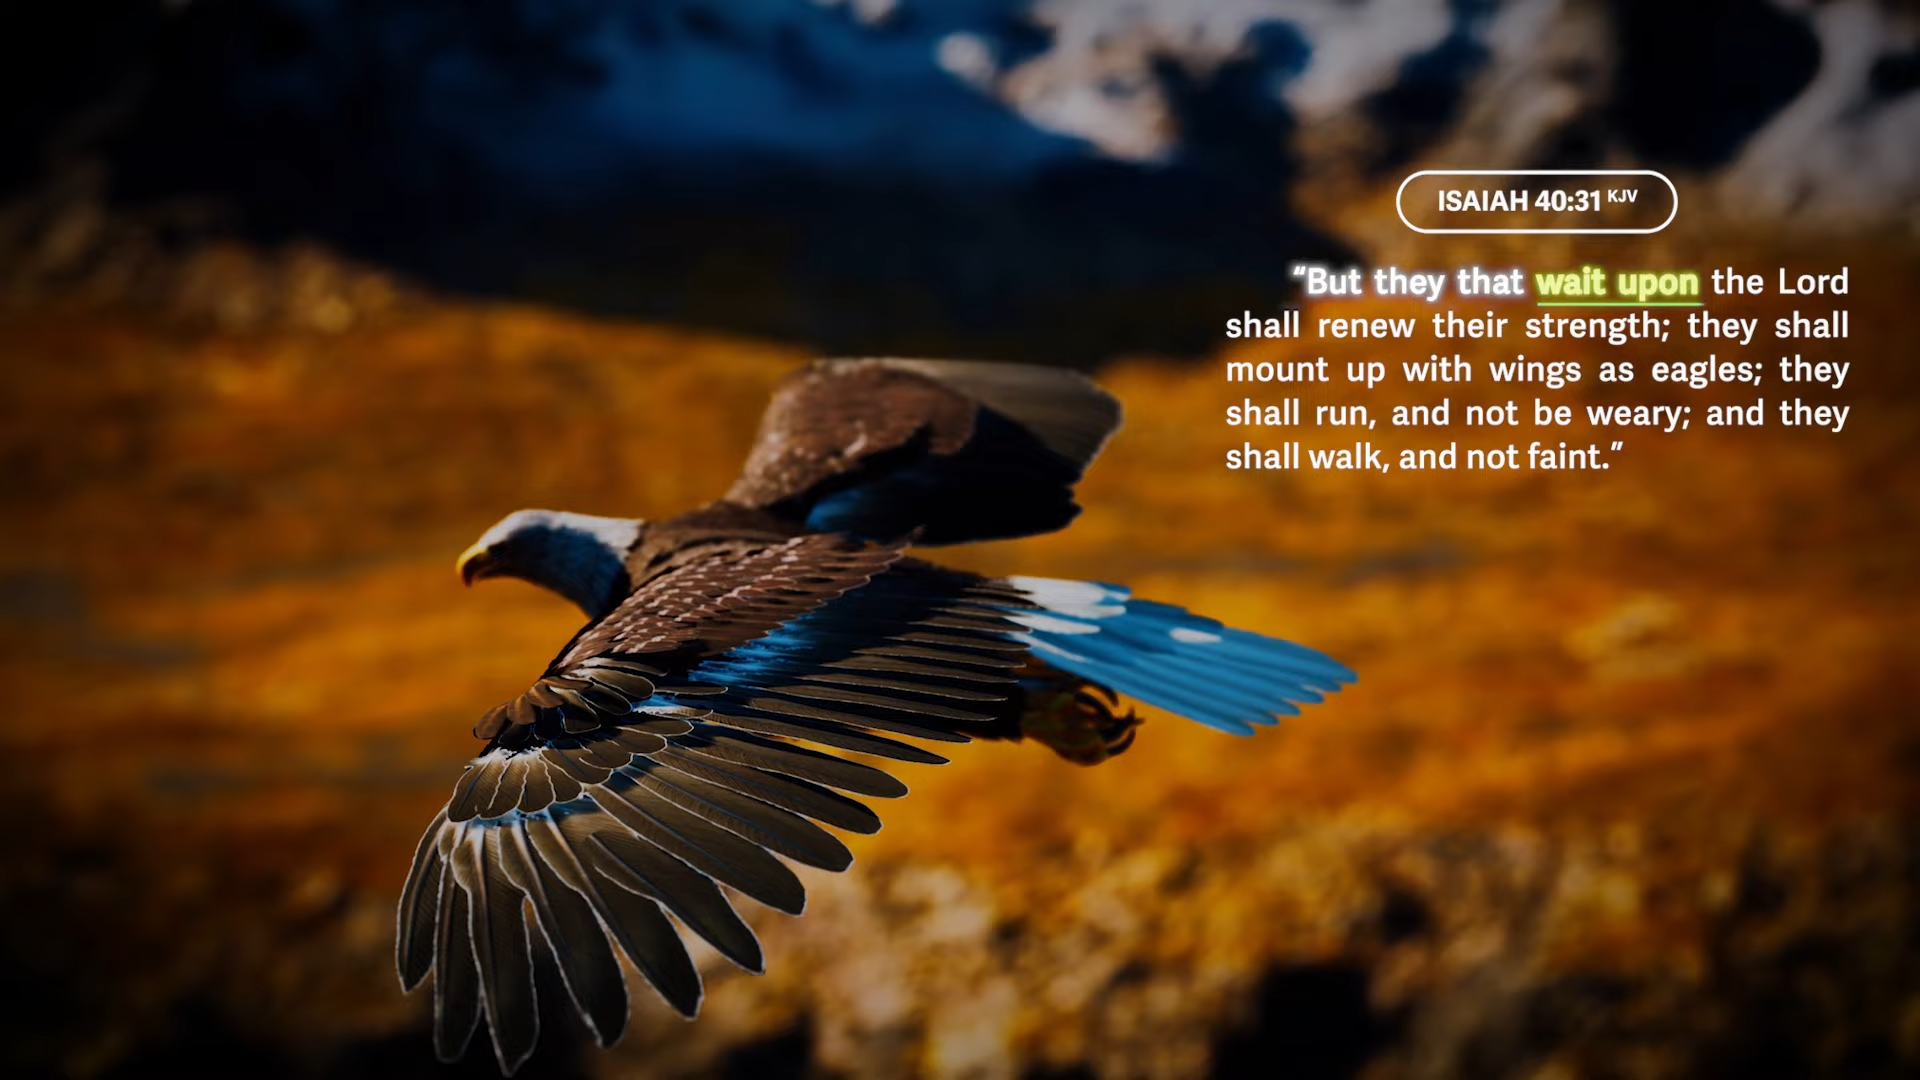 ISAIAH 40:31 KJV
“But they that wait upon the Lord
shall renew their strength; they shall
mount up with wings as eagles; they
shall run, and not be weary; and they
shall walk, and not faint.”